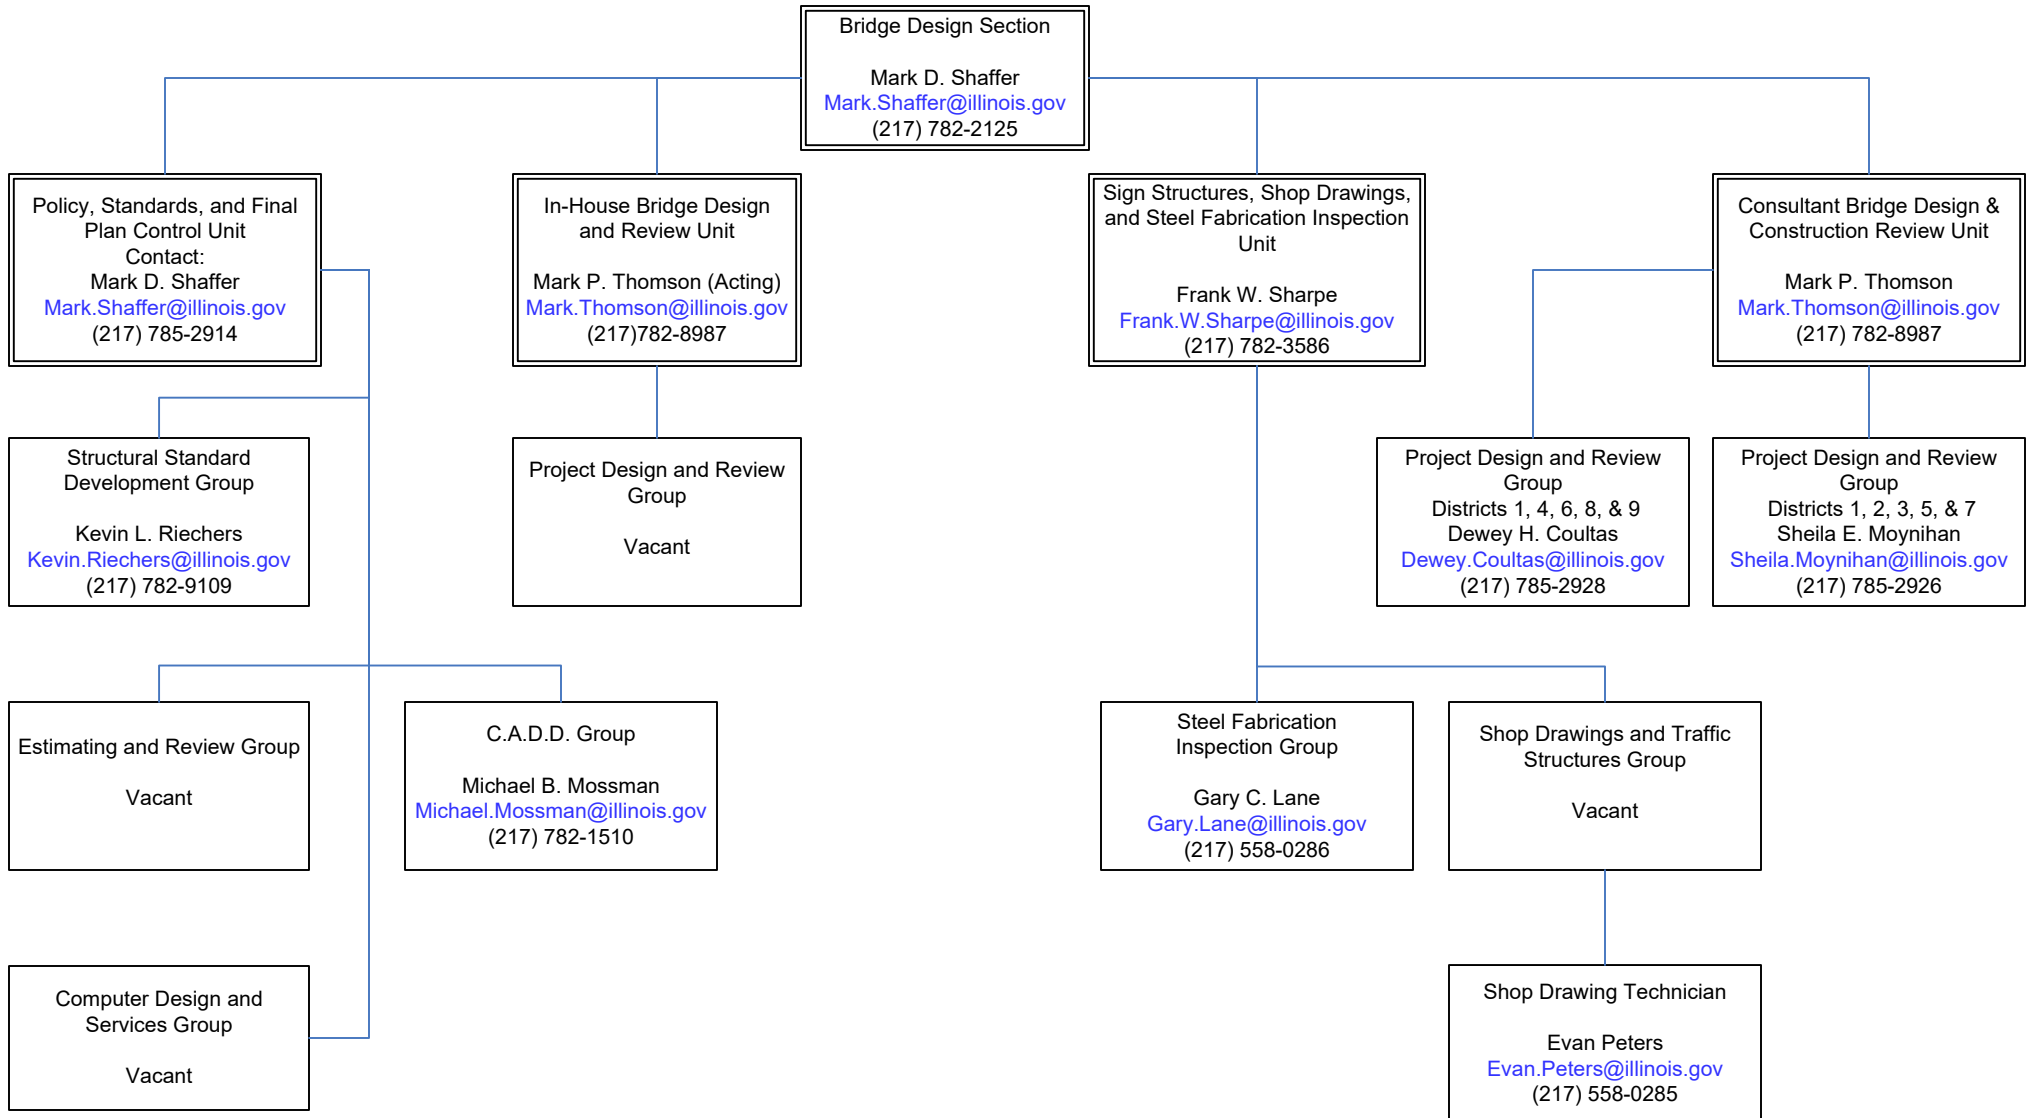 Bridge Design Section
Mark D. Shaffer
Mark.Shaffer@illinois.gov
(217) 782-2125
Policy, Standards, and Final
Plan Control Unit
Contact:
Mark D. Shaffer
Mark.Shaffer@illinois.gov
(217) 785-2914
In-House Bridge Design
and Review Unit
Mark P. Thomson (Acting)
Mark.Thomson@illinois.gov
(217)782-8987
Sign Structures, Shop Drawings,
and Steel Fabrication Inspection
Unit
Frank W. Sharpe
Frank.W.Sharpe@illinois.gov
(217) 782-3586
Consultant Bridge Design &
Construction Review Unit
Mark P. Thomson
Mark.Thomson@illinois.gov
(217) 782-8987
Structural Standard
Development Group
Kevin L. Riechers
Kevin.Riechers@illinois.gov
(217) 782-9109
Project Design and Review
Group
Vacant
Project Design and Review
Group
Districts 1, 4, 6, 8, & 9
Dewey H. Coultas
Dewey.Coultas@illinois.gov
(217) 785-2928
Project Design and Review
Group
Districts 1, 2, 3, 5, & 7
Sheila E. Moynihan
Sheila.Moynihan@illinois.gov
(217) 785-2926
Estimating and Review Group
Vacant
C.A.D.D. Group
Michael B. Mossman
Michael.Mossman@illinois.gov
(217) 782-1510
Steel Fabrication
Inspection Group
Gary C. Lane
Gary.Lane@illinois.gov
(217) 558-0286
Shop Drawings and Traffic
Structures Group
Vacant
Computer Design and
Services Group
Vacant
Shop Drawing Technician
Evan Peters
Evan.Peters@illinois.gov
(217) 558-0285